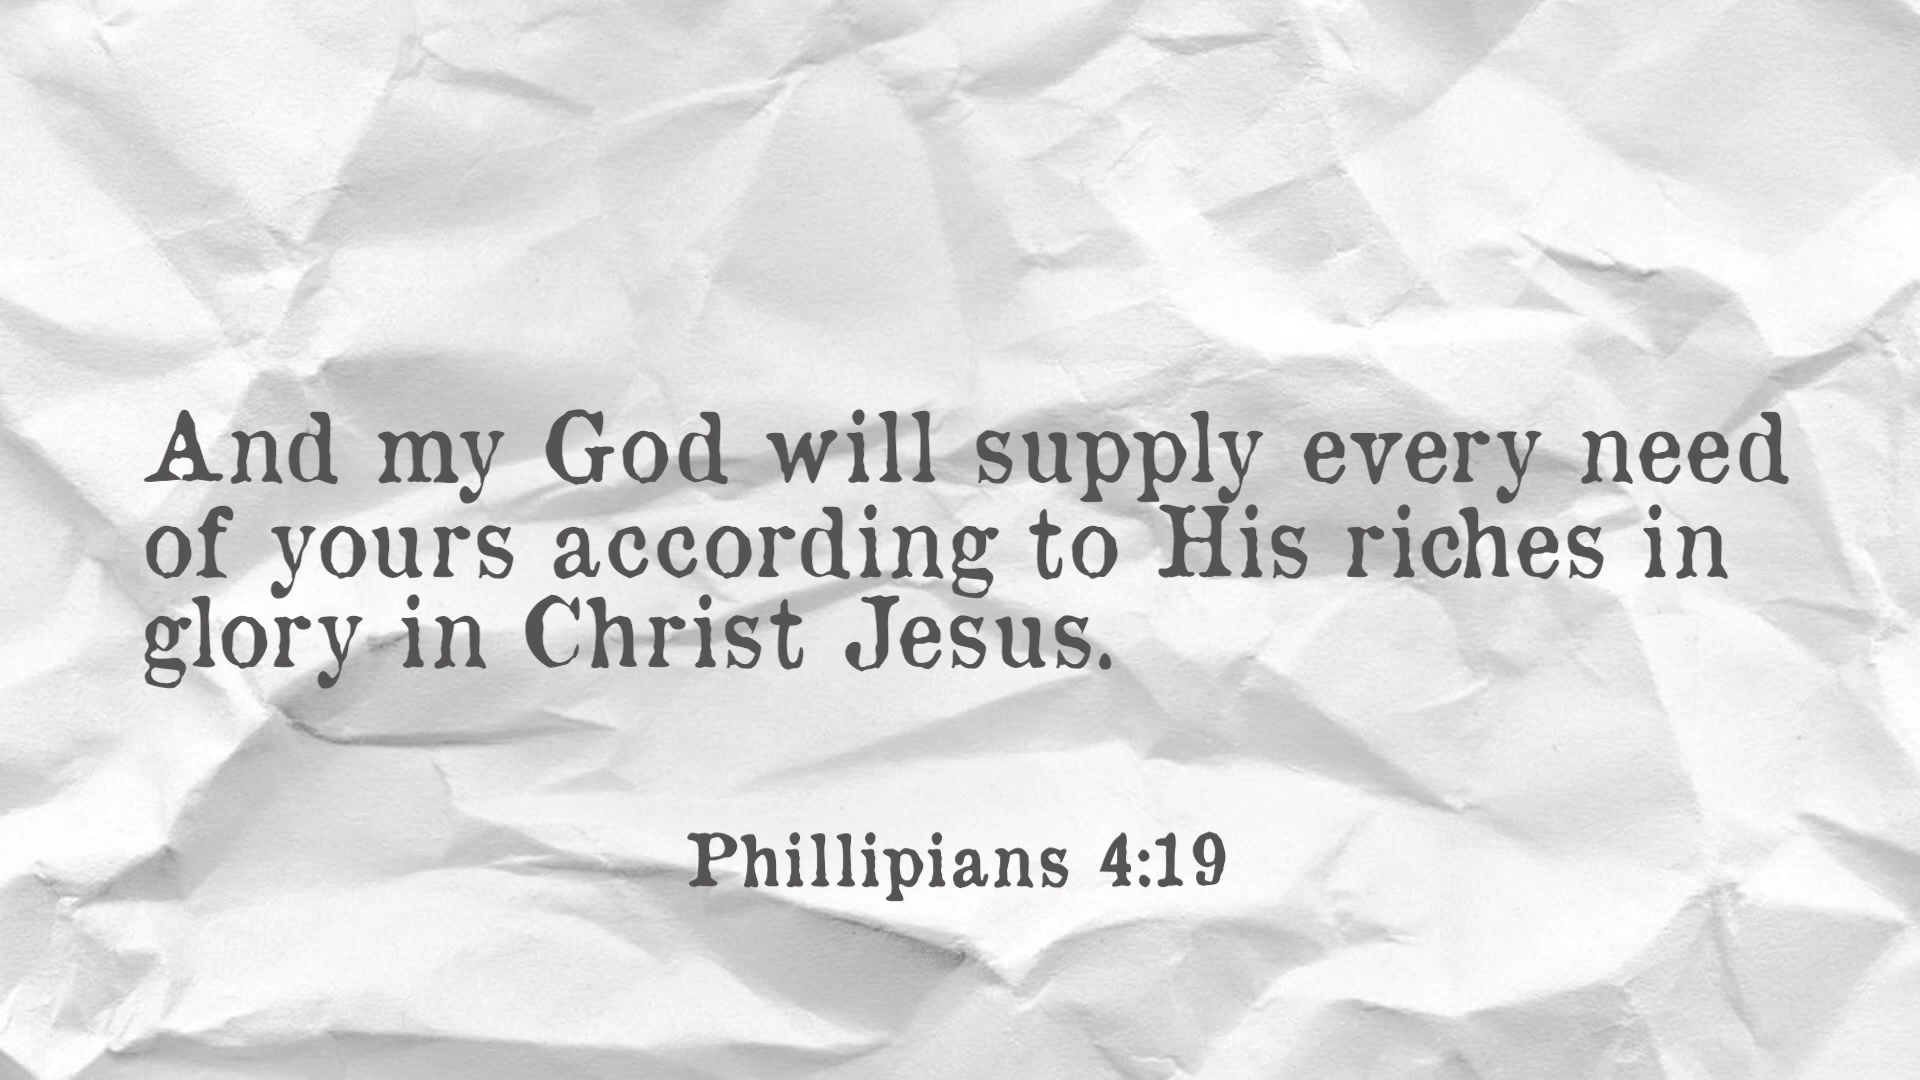 And my God will supply every need
of yours according to His riches in
glory in Christ Jesus.
Phillipians 4:19